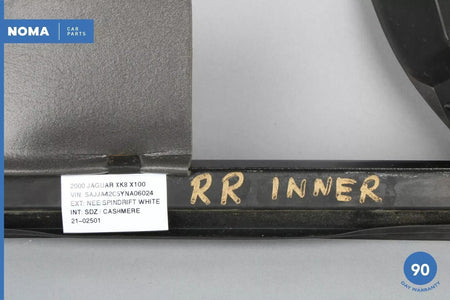 NOMA CAR PARTS
2000 JAGUAR XK8 X100
VIN: SAJJA42C5YNA06024
EXT: NEE SPINDRIFT WHITE
INT: SDZ / CASHMERE
21-02501
RR INNER
90
DAY WARRANTY